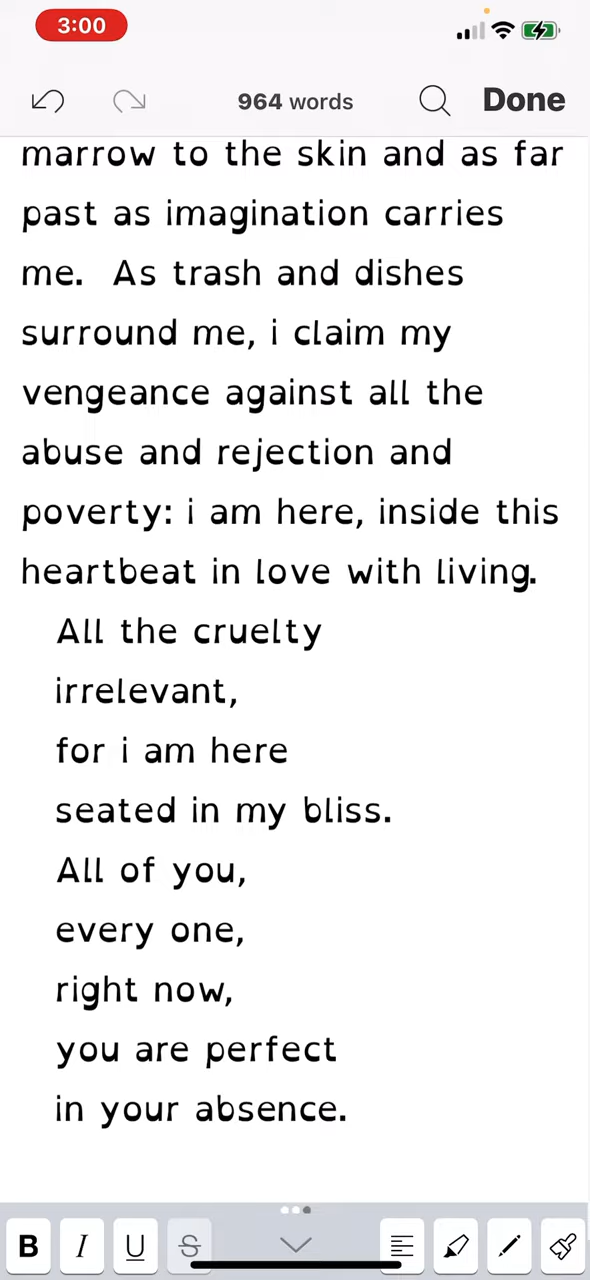 3:00
964 words
Done
marrow to the skin and as far
past as imagination carries
me.  As trash and dishes
surround me, i claim my
vengeance against all the
abuse and rejection and
poverty: i am here, inside this
heartbeat in love with living.
All the cruelty
irrelevant,
for i am here
seated in my bliss.
All of you,
every one,
right now,
you are perfect
in your absence.
B I U S